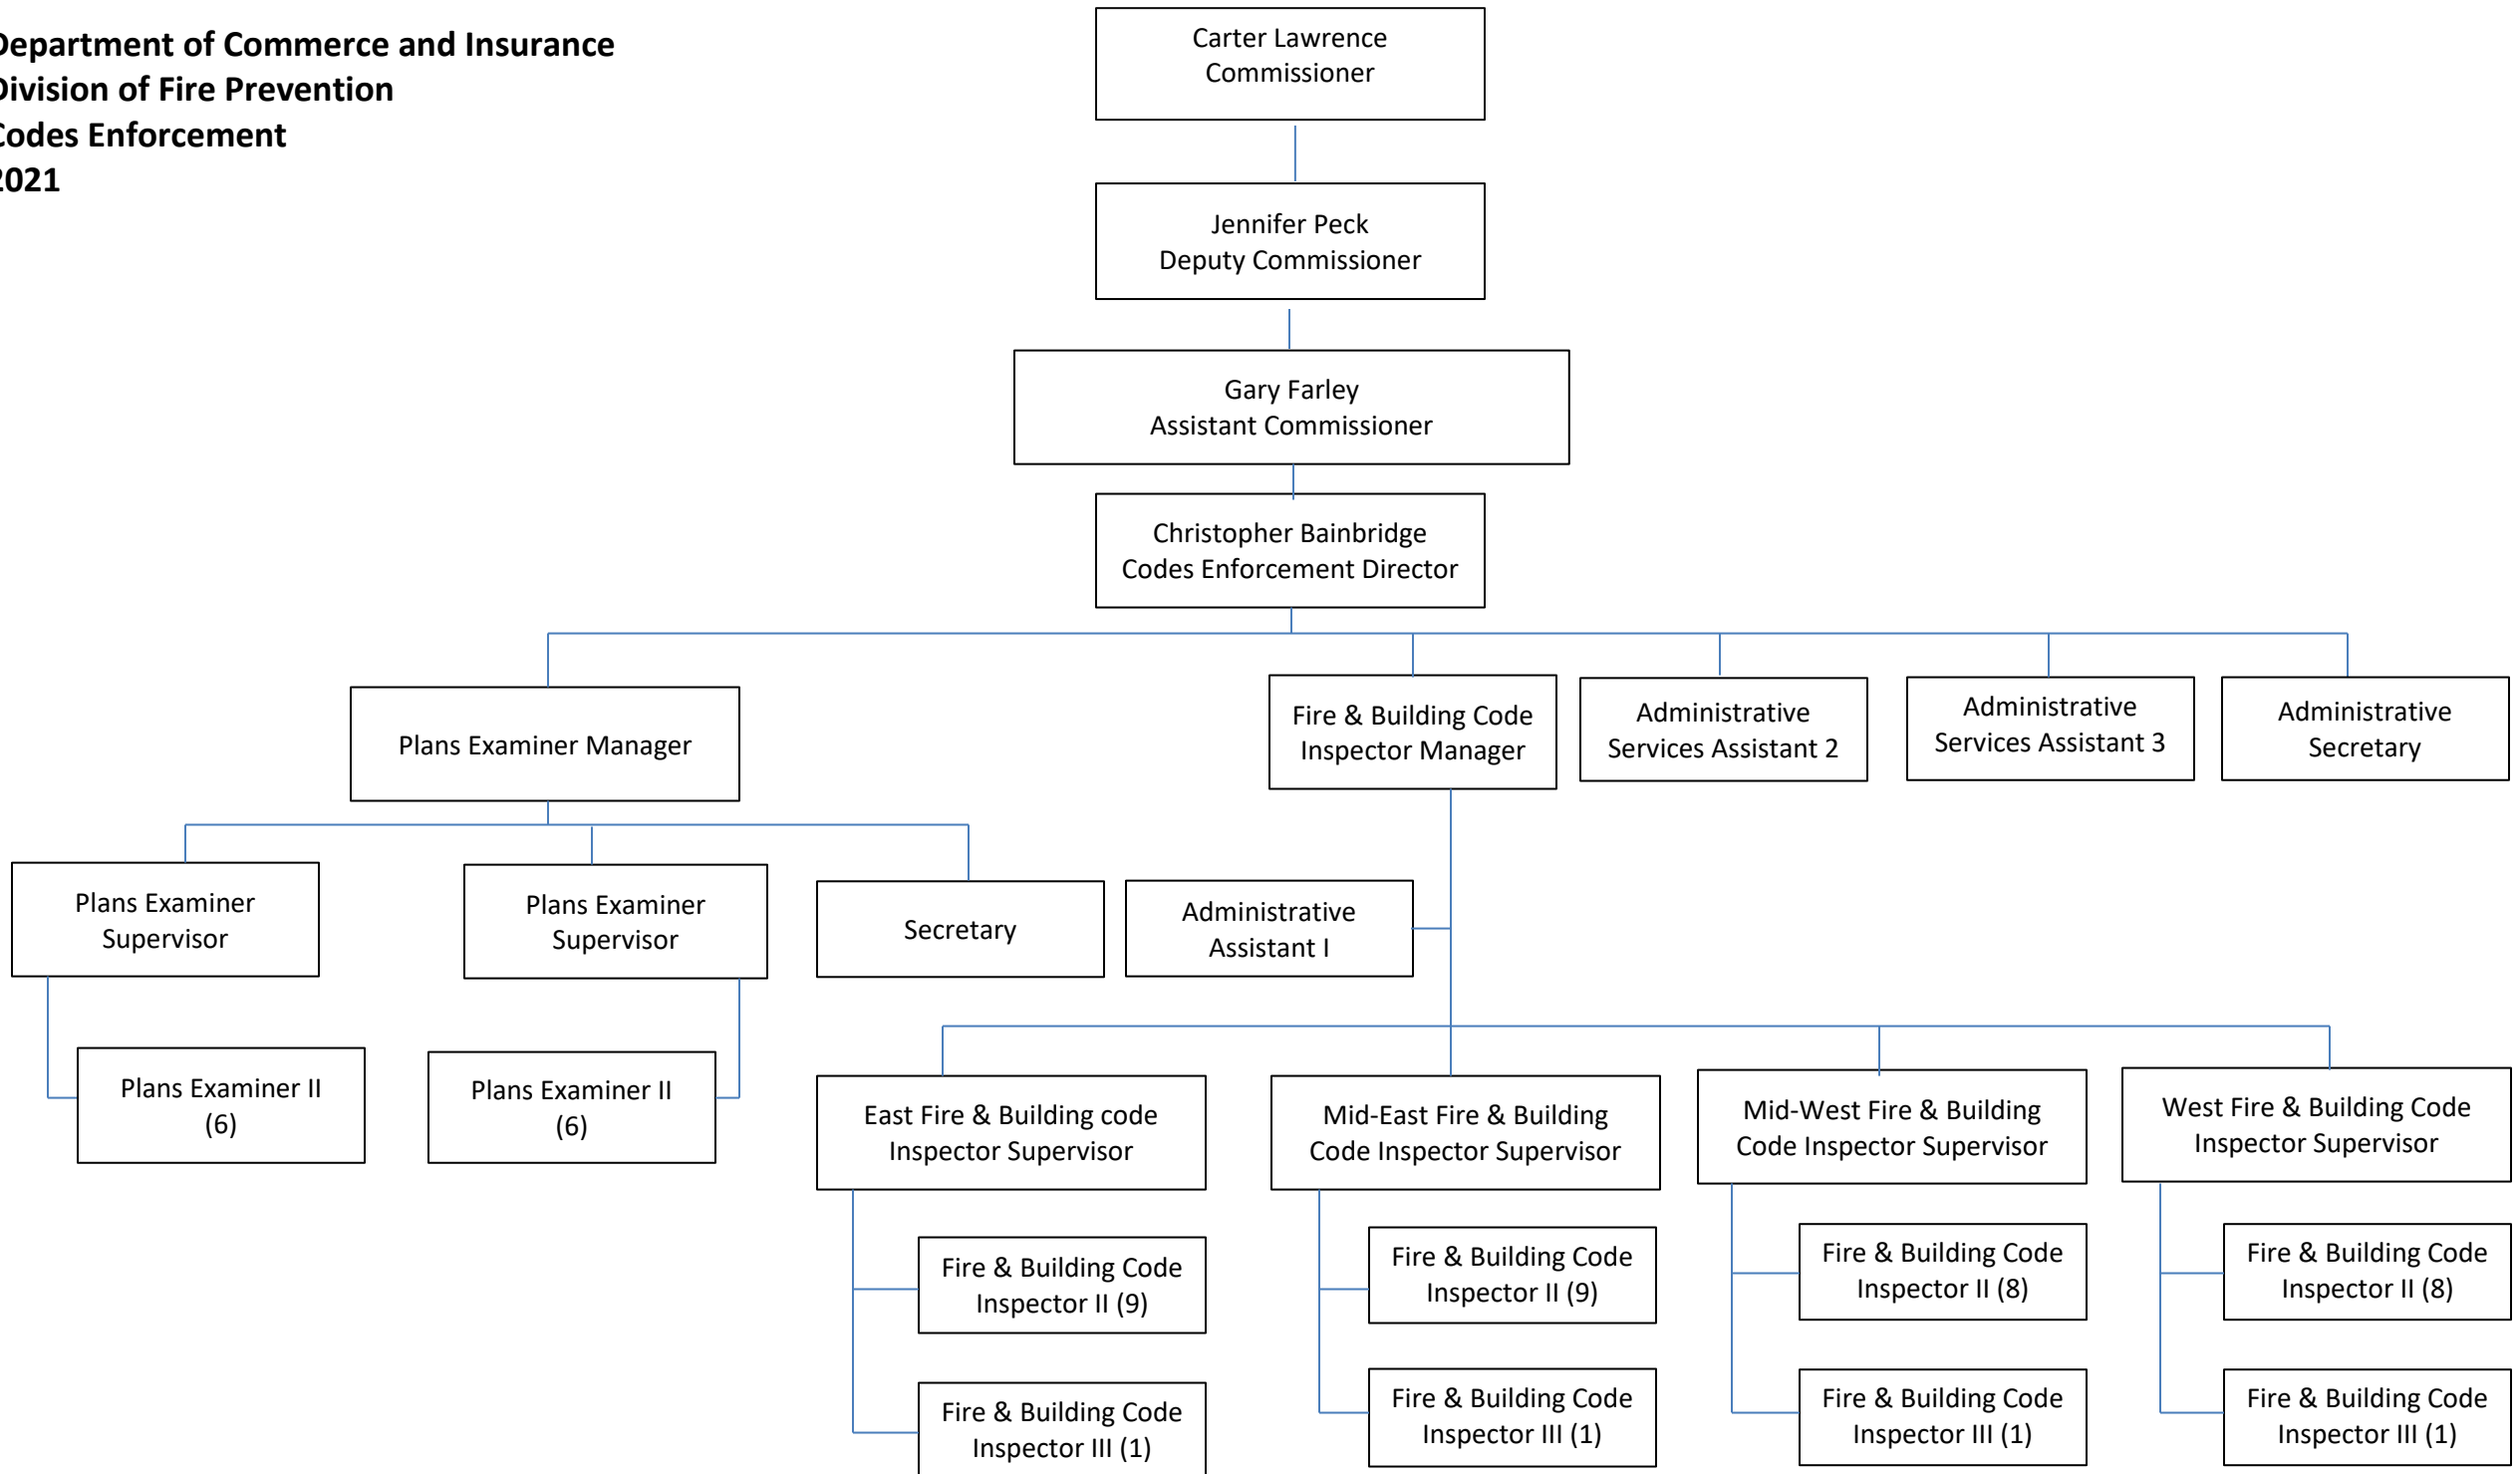 Department of Commerce and Insurance
Division of Fire Prevention
Codes Enforcement
2021
Carter Lawrence
Commissioner
Jennifer Peck
Deputy Commissioner
Gary Farley
Assistant Commissioner
Christopher Bainbridge
Codes Enforcement Director
Plans Examiner Manager
Fire & Building Code
Inspector Manager
Administrative
Services Assistant 2
Administrative
Services Assistant 3
Administrative
Secretary
Plans Examiner
Supervisor
Plans Examiner
Supervisor
Secretary
Administrative
Assistant I
Plans Examiner II
(6)
Plans Examiner II
(6)
East Fire & Building code
Inspector Supervisor
Mid-East Fire & Building
Code Inspector Supervisor
Mid-West Fire & Building
Code Inspector Supervisor
West Fire & Building Code
Inspector Supervisor
Fire & Building Code
Inspector II (9)
Fire & Building Code
Inspector II (9)
Fire & Building Code
Inspector II (8)
Fire & Building Code
Inspector II (8)
Fire & Building Code
Inspector III (1)
Fire & Building Code
Inspector III (1)
Fire & Building Code
Inspector III (1)
Fire & Building Code
Inspector III (1)